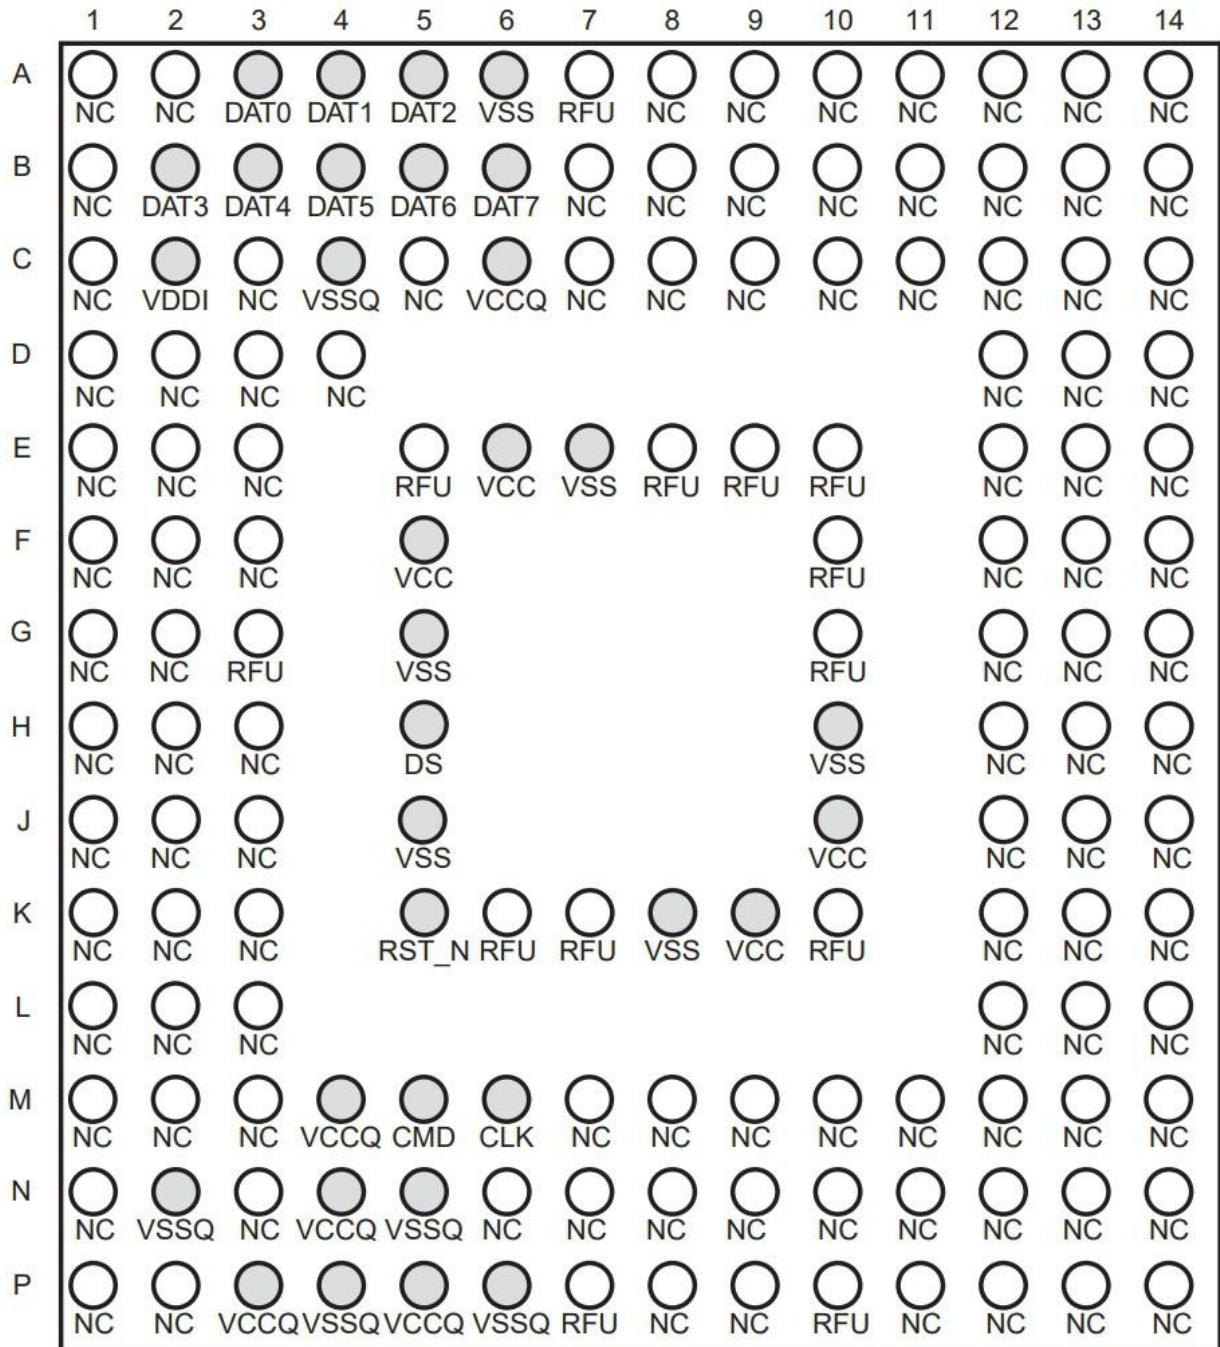 1 2 3 4 5 6 7 8 9 10 11 12 13 14
A
NC NC DAT0 DAT1 DAT2 VSS RFU NC NC NC NC NC NC NC
B
NC DAT3 DAT4 DAT5 DAT6 DAT7 NC NC NC NC NC NC NC NC
C
NC VDDI NC VSSQ NC VCCQ NC NC NC NC NC NC NC NC
D
NC NC NC NC NC NC NC
E
NC NC NC RFU VCC VSS RFU RFU RFU NC NC NC
F
NC NC NC VCC RFU NC NC NC
G
NC NC RFU VSS RFU NC NC NC
H
NC NC NC DS VSS NC NC NC
J
NC NC NC VSS VCC NC NC NC
K
NC NC NC RST_N RFU RFU VSS VCC RFU NC NC NC
L
NC NC NC NC NC NC
M
NC NC NC VCCQ CMD CLK NC NC NC NC NC NC NC NC
N
NC VSSQ NC VCCQ VSSQ NC NC NC NC NC NC NC NC NC
P
NC NC VCCQ VSSQ VCCQ VSSQ RFU NC NC RFU NC NC NC NC